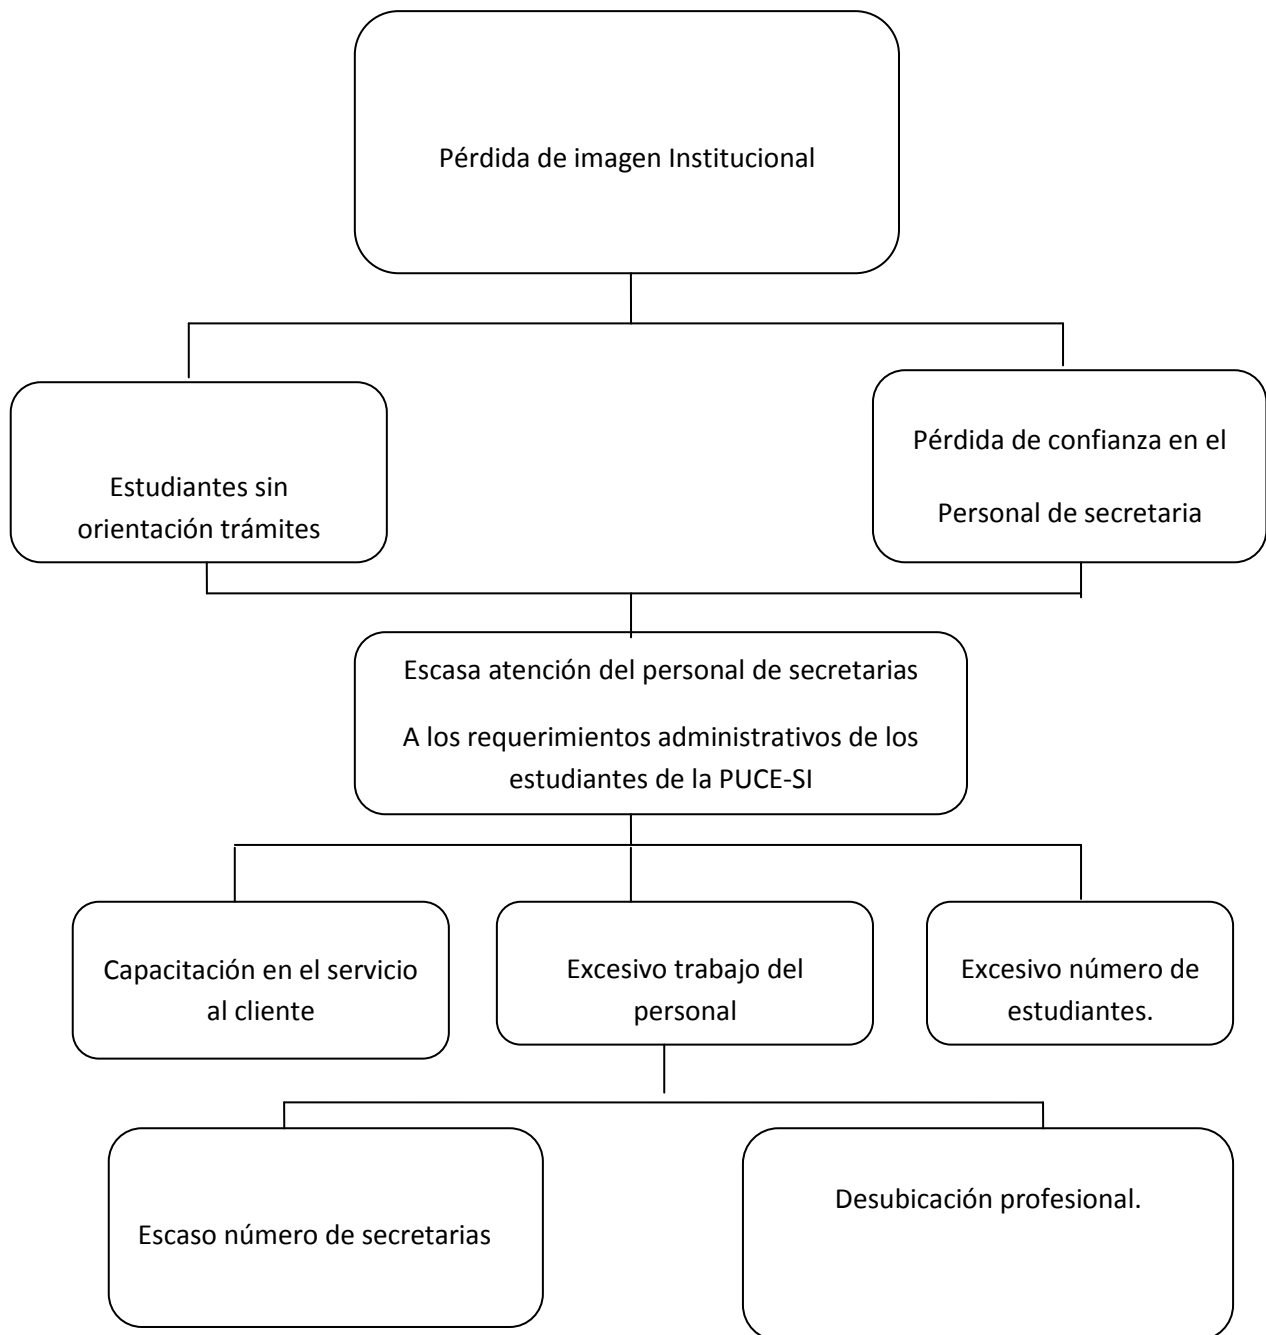 Pérdida de imagen Institucional
Estudiantes sin
orientación trámites
Pérdida de confianza en el
Personal de secretaria
Escasa atención del personal de secretarias
A los requerimientos administrativos de los
estudiantes de la PUCE-SI
Capacitación en el servicio
al cliente
Excesivo trabajo del
personal
Excesivo número de
estudiantes.
Escaso número de secretarias
Desubicación profesional.